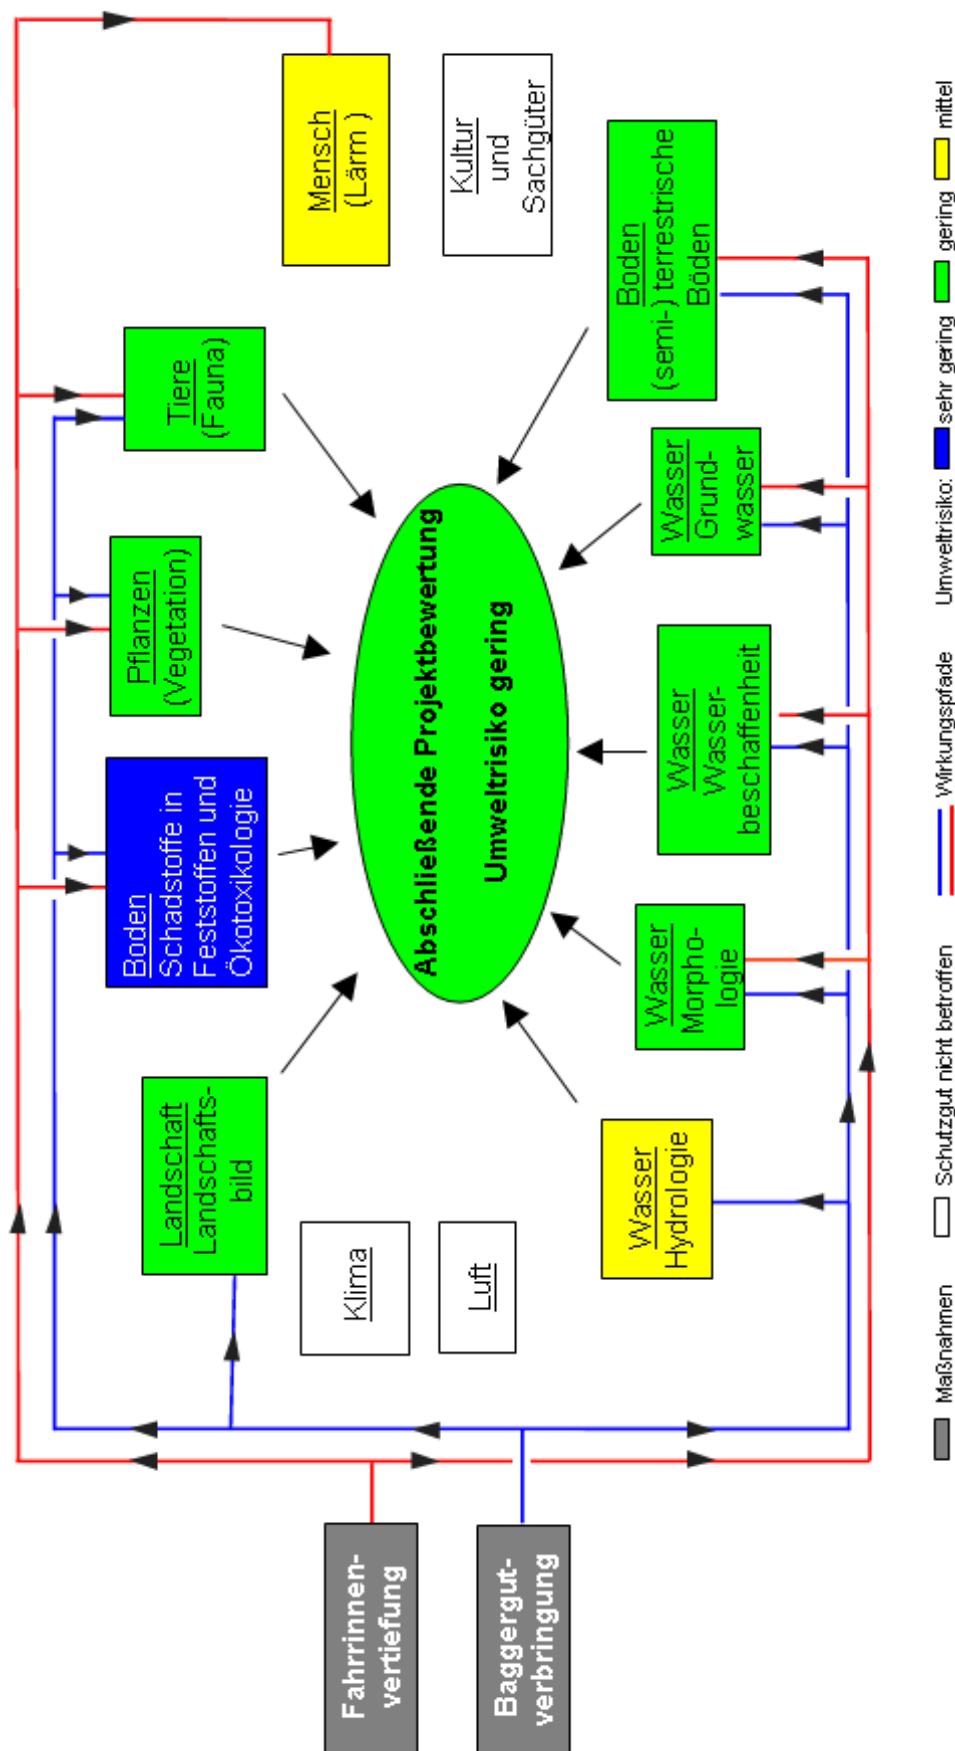 Fahrrinnen-
vertiefung
Baggergut-
verbringung
Landschaft
Landschafts-
bild
Boden
Schadstoffe in
Feststoffen und
Ökotoxikologie
Pflanzen
(Vegetation)
Tiere
(Fauna)
Mensch
(Lärm )
Kultur
und
Sachgüter
Klima
Luft
Abschließende Projektbewertung
Umweltrisiko gering
Wasser
Hydrologie
Wasser
Morpho-
logie
Wasser
Wasser-
beschaffenheit
Wasser
Grund-
wasser
Boden
(semi-) terrestrische
Böden
Maßnahmen Schutzgut nicht betroffen Wirkungspfade Umweltrisiko: sehr gering gering mittel